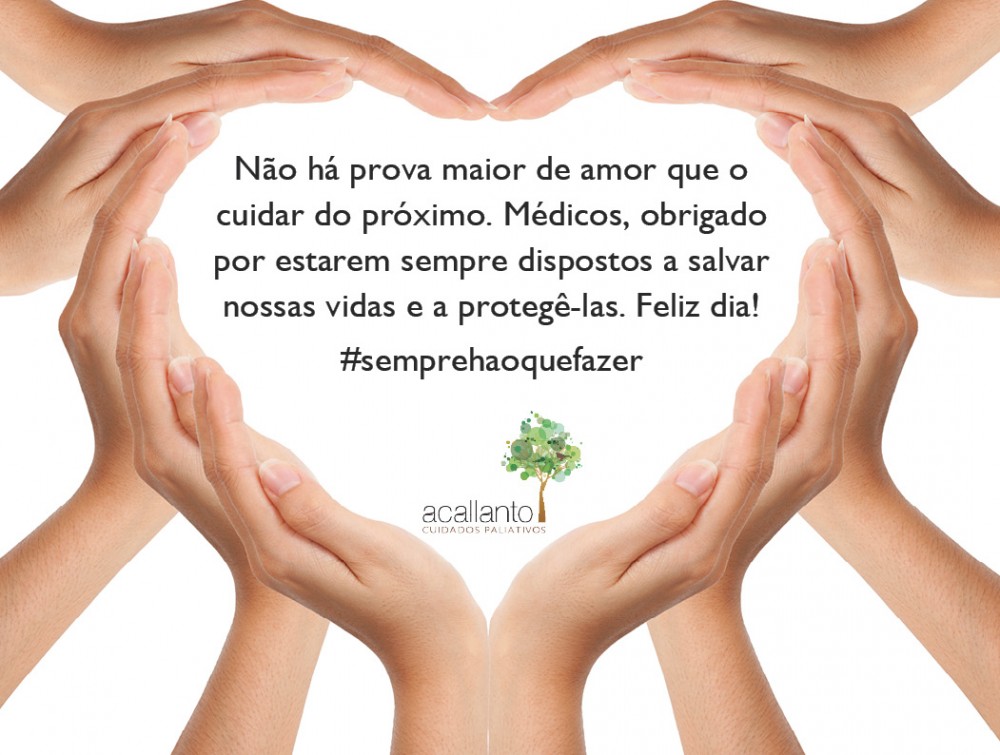 Não há prova maior de amor que o
cuidar do próximo. Médicos, obrigado
por estarem sempre dispostos a salvar
nossas vidas e a protegê-las. Feliz dia!
#semprehaoquefazer
acallanto
CUIDADOS PALIATIVOS